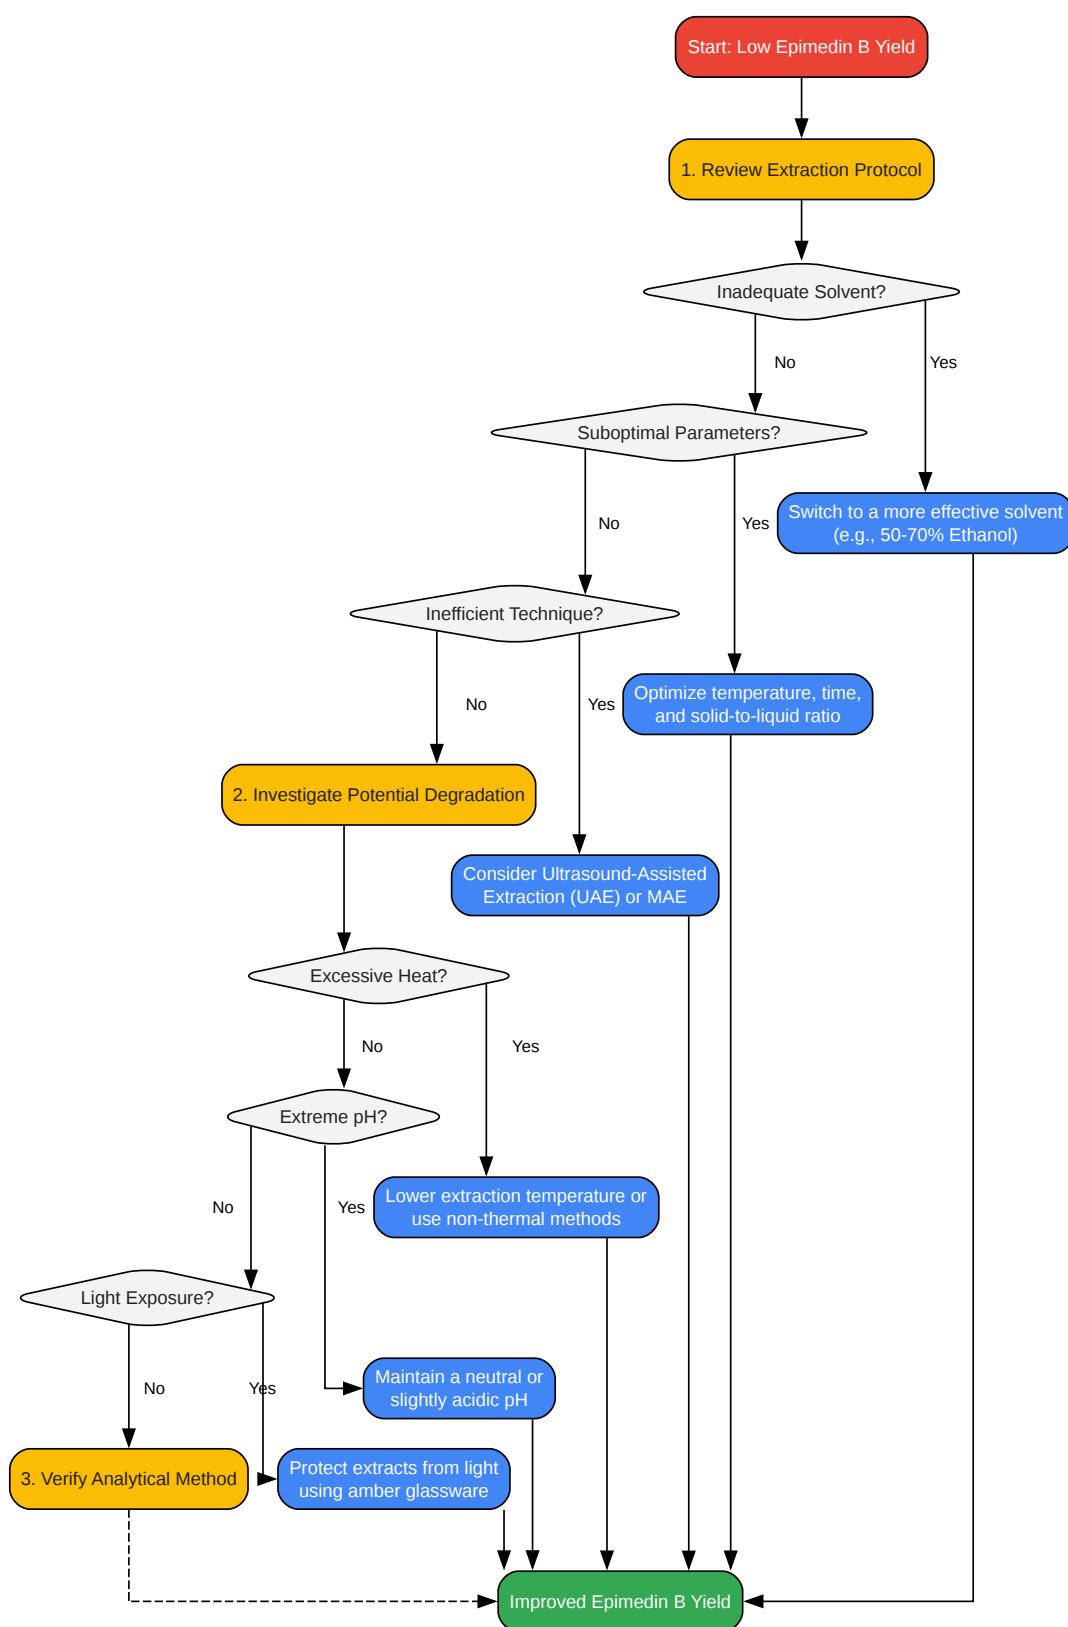 Start: Low Epimedin B Yield
1. Review Extraction Protocol
Inadequate Solvent?
No
Yes
Suboptimal Parameters?
Switch to a more effective solvent
(e.g., 50-70% Ethanol)
No
Yes
Inefficient Technique?
Optimize temperature, time,
and solid-to-liquid ratio
No
Yes
2. Investigate Potential Degradation
Consider Ultrasound-Assisted
Extraction (UAE) or MAE
Excessive Heat?
No
Yes
Extreme pH?
Lower extraction temperature or
use non-thermal methods
No
Yes
Light Exposure?
Maintain a neutral or
slightly acidic pH
No
Yes
3. Verify Analytical Method
Protect extracts from light
using amber glassware
Improved Epimedin B Yield